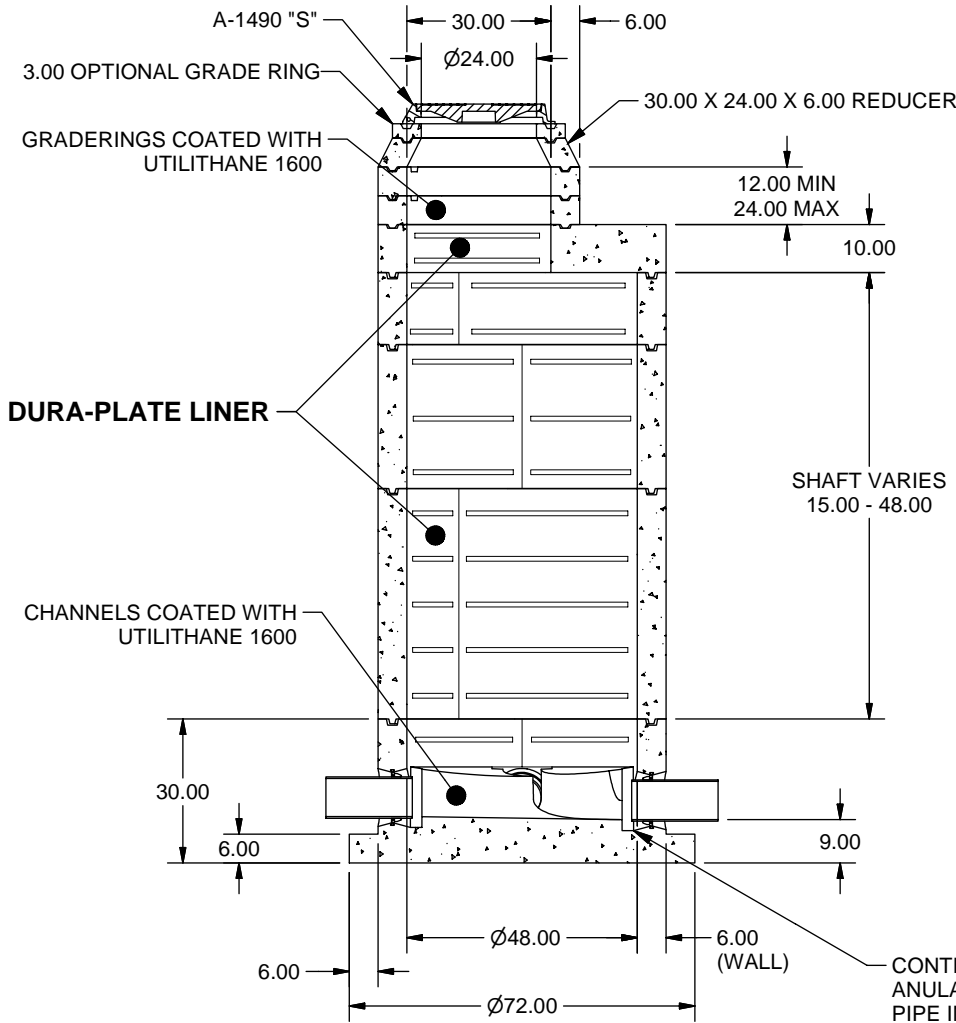 A-1490 "S"
30.00
6.00
Ø24.00
3.00 OPTIONAL GRADE RING
30.00 X 24.00 X 6.00 REDUCER
GRADERINGS COATED WITH
UTILITHANE 1600
12.00 MIN
24.00 MAX
10.00
DURA-PLATE LINER
SHAFT VARIES
15.00 - 48.00
CHANNELS COATED WITH
UTILITHANE 1600
30.00
6.00
9.00
Ø48.00
6.00
(WALL)
6.00
Ø72.00
ANULA
PIPE